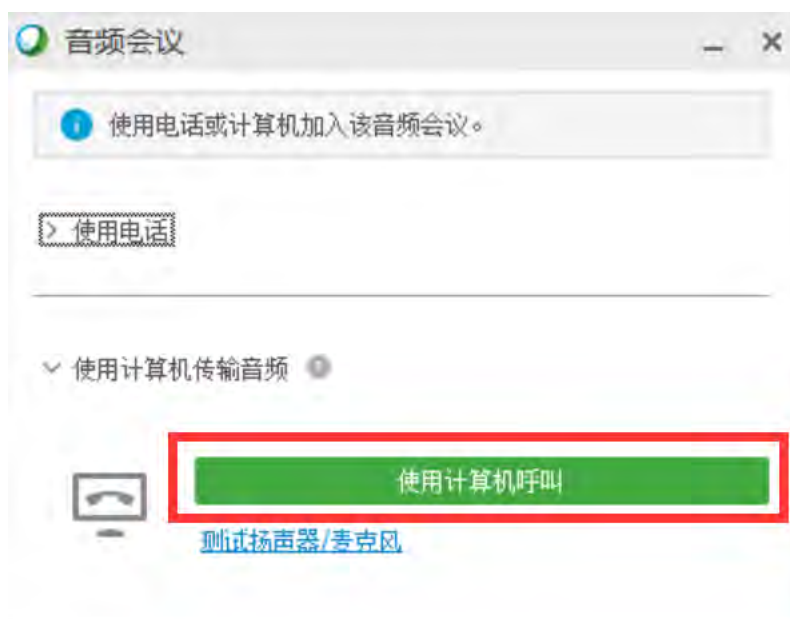 音频会议
使用电话或计算机加入该音频会议。
> 使用电话
使用计算机传输音频
使用计算机呼叫
测试扬声器/麦克风